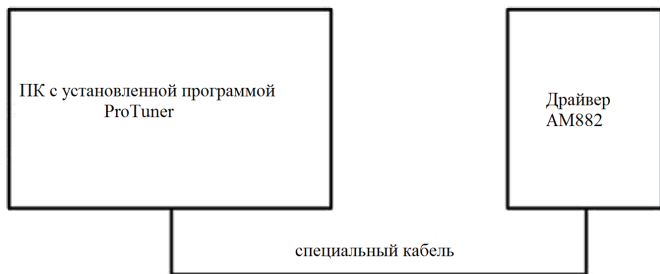 ПК с установленной программой
ProTuner
Драйвер
AM882
специальный кабель